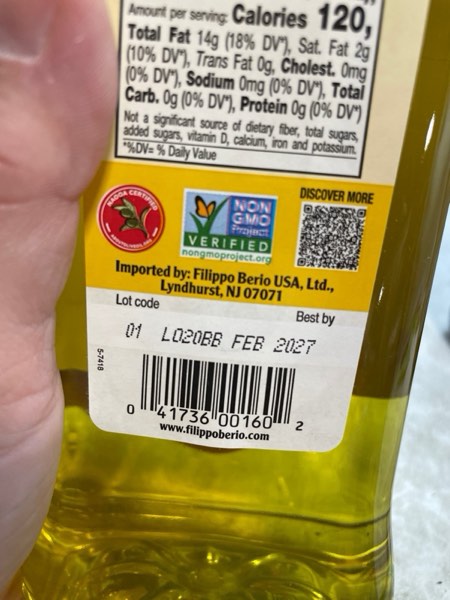 Amount per serving: Calories 120,
Total Fat 14g (18% DV*), Sat. Fat 2g
(10% DV*), Trans Fat 0g, Cholest. 0mg
(0% DV*), Sodium 0mg (0% DV*), Total
Carb. 0g (0% DV*), Protein 0g (0% DV*)
Not a significant source of dietary fiber, total sugars,
added sugars, vitamin D, calcium, iron and potassium.
*%DV= % Daily Value
NAOOA CERTIFIED
NON
GMO
Project
VERIFIED
nongmoproject.org
DISCOVER MORE
Imported by: Filippo Berio USA, Ltd.,
Lyndhurst, NJ 07071
Lot code
Best by
01 L020BB FEB 2027
5-7418
0 41736 00160 2
www.filippoberio.com